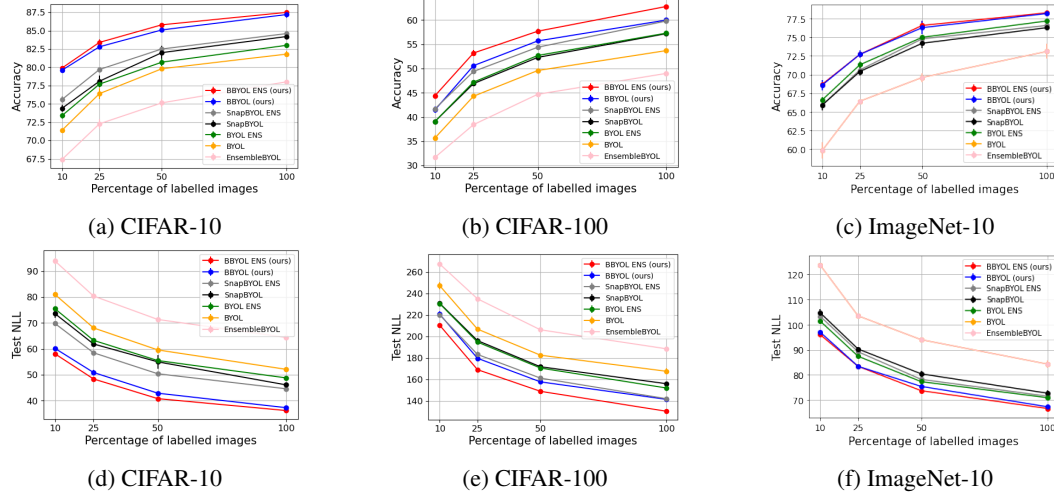 87.5
85.0
82.5
80.0
77.5
75.0
72.5
70.0
67.5
Accuracy
BBYOL ENS (ours)
BBYOL (ours)
SnapBYOL ENS
SnapBYOL
BYOL ENS
BYOL
EnsembleBYOL
10 25 50 100
Percentage of labelled images
(a) CIFAR-10
60
55
50
45
40
35
30
Accuracy
BBYOL ENS (ours)
BBYOL (ours)
SnapBYOL ENS
SnapBYOL
BYOL ENS
BYOL
EnsembleBYOL
10 25 50 100
Percentage of labelled images
(b) CIFAR-100
77.5
75.0
72.5
70.0
67.5
65.0
62.5
60.0
Accuracy
BBYOL ENS (ours)
BBYOL (ours)
SnapBYOL ENS
SnapBYOL
BYOL ENS
BYOL
EnsembleBYOL
10 25 50 100
Percentage of labelled images
(c) ImageNet-10
90
80
70
60
50
40
Test NLL
BBYOL ENS (ours)
BBYOL (ours)
SnapBYOL ENS
SnapBYOL
BYOL ENS
BYOL
EnsembleBYOL
10 25 50 100
Percentage of labelled images
(d) CIFAR-10
260
240
220
200
180
160
140
Test NLL
BBYOL ENS (ours)
BBYOL (ours)
SnapBYOL ENS
SnapBYOL
BYOL ENS
BYOL
EnsembleBYOL
10 25 50 100
Percentage of labelled images
(e) CIFAR-100
120
110
100
90
80
70
Test NLL
BBYOL ENS (ours)
BBYOL (ours)
SnapBYOL ENS
SnapBYOL
BYOL ENS
BYOL
EnsembleBYOL
10 25 50 100
Percentage of labelled images
(f) ImageNet-10